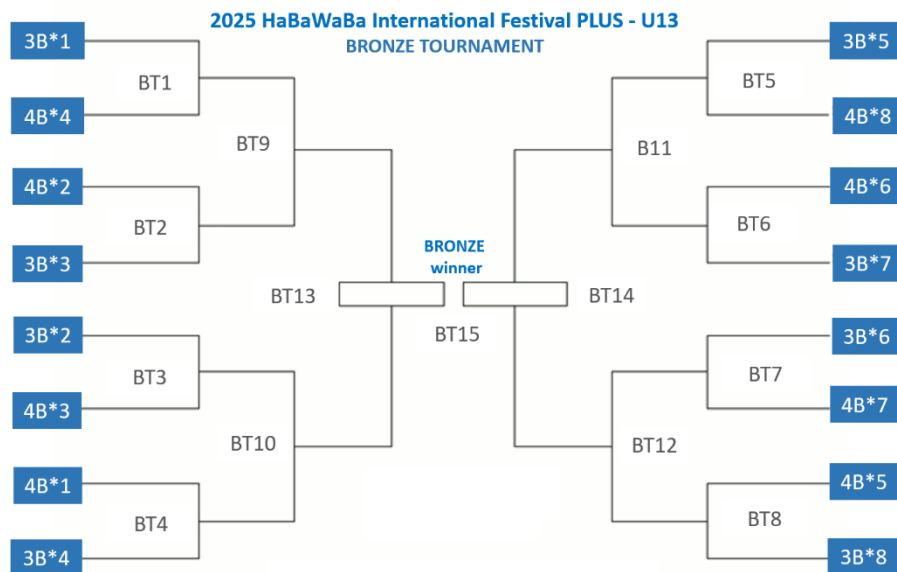 2025 HaBaWaBa International Festival PLUS - U13
BRONZE TOURNAMENT
3B*1
3B*5
BT1
BT5
4B*4
4B*8
BT9
B11
4B*2
4B*6
BT2
BT6
3B*3
3B*7
BRONZE
winner
BT13
BT14
BT15
3B*2
3B*6
BT3
BT7
4B*3
4B*7
BT10
BT12
4B*1
4B*5
BT4
BT8
3B*4
3B*8